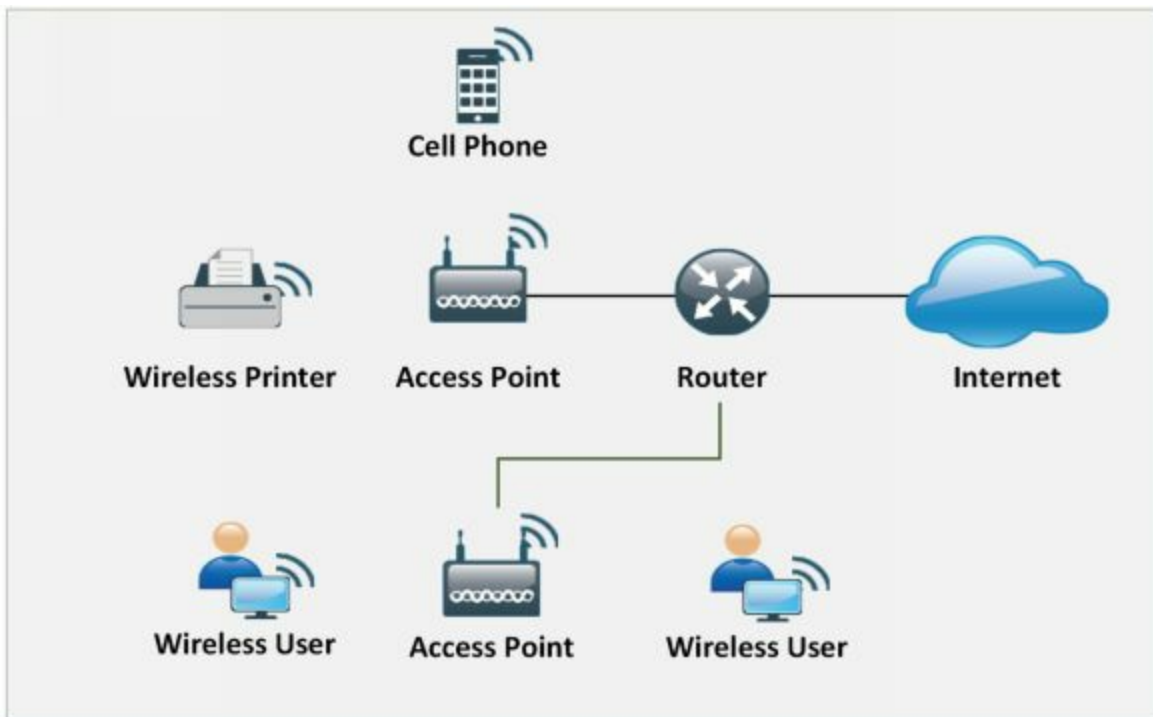 Cell Phone
Wireless Printer
Access Point
Router
Internet
Wireless User
Access Point
Wireless User